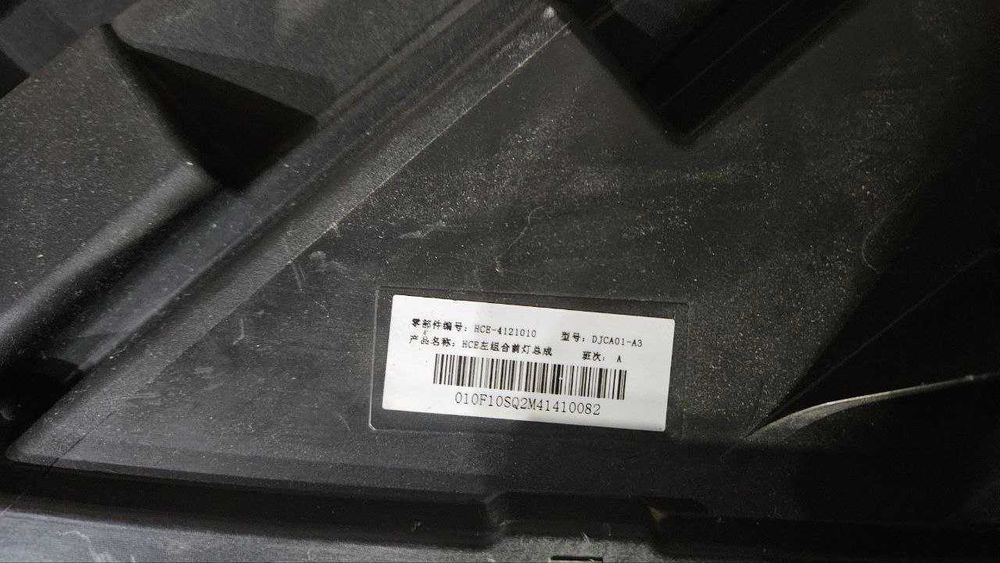 零部件编号: HCE-4121010 型号: DJCA01-A3
产品名称: HCE左组合前灯总成 班次: A
010F10SQ2M41410082